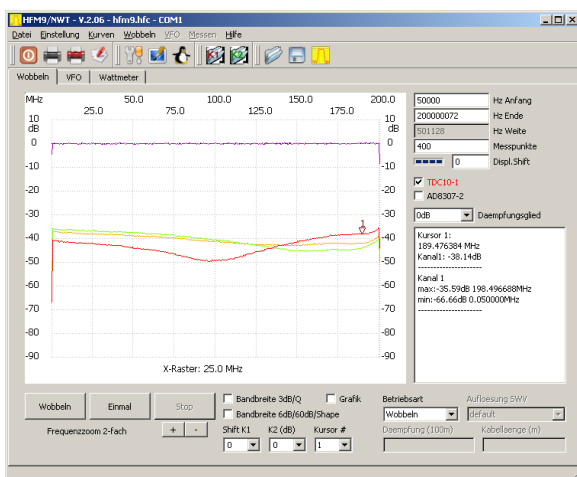 HFM9/NWT - V.2.06 - hfm9.hfc - COM1
Datei Einstellung Kurven Wobbeln VFO Messen Hilfe
Wobbeln VFO Wattmeter
MHz 50.0 100.0 150.0 200.0
25.0 75.0 125.0 175.0
10 10
dB dB
0 0
-10 -10
-20 -20
-30 -30
-40 -40
-50 -50
-60 -60
-70 -70
-80 -80
-90 -90
1
X-Raster: 25.0 MHz
50000 Hz Anfang
200000072 Hz Ende
501128 Hz Weite
400 Messpunkte
0 Displ.Shift
TDC10-1
AD8307-2
0dB Daempfungsglied
Kursor 1:
189.476384 MHz
Kanal1: -38.14dB
---------------------
Kanal 1
max:-35.59dB 198.496688MHz
min:-66.66dB 0.050000MHz
---------------------
Wobbeln Einmal Stop
Frequenzzoom 2-fach + -
Bandbreite 3dB/Q Grafik
Bandbreite 6dB/60dB/Shape
Shift K1 K2 (dB) Kursor #
0 0 1
Betriebsart Aufloesung SWV
Wobbeln default
Daempfung (100m) Kabellaenge (m)